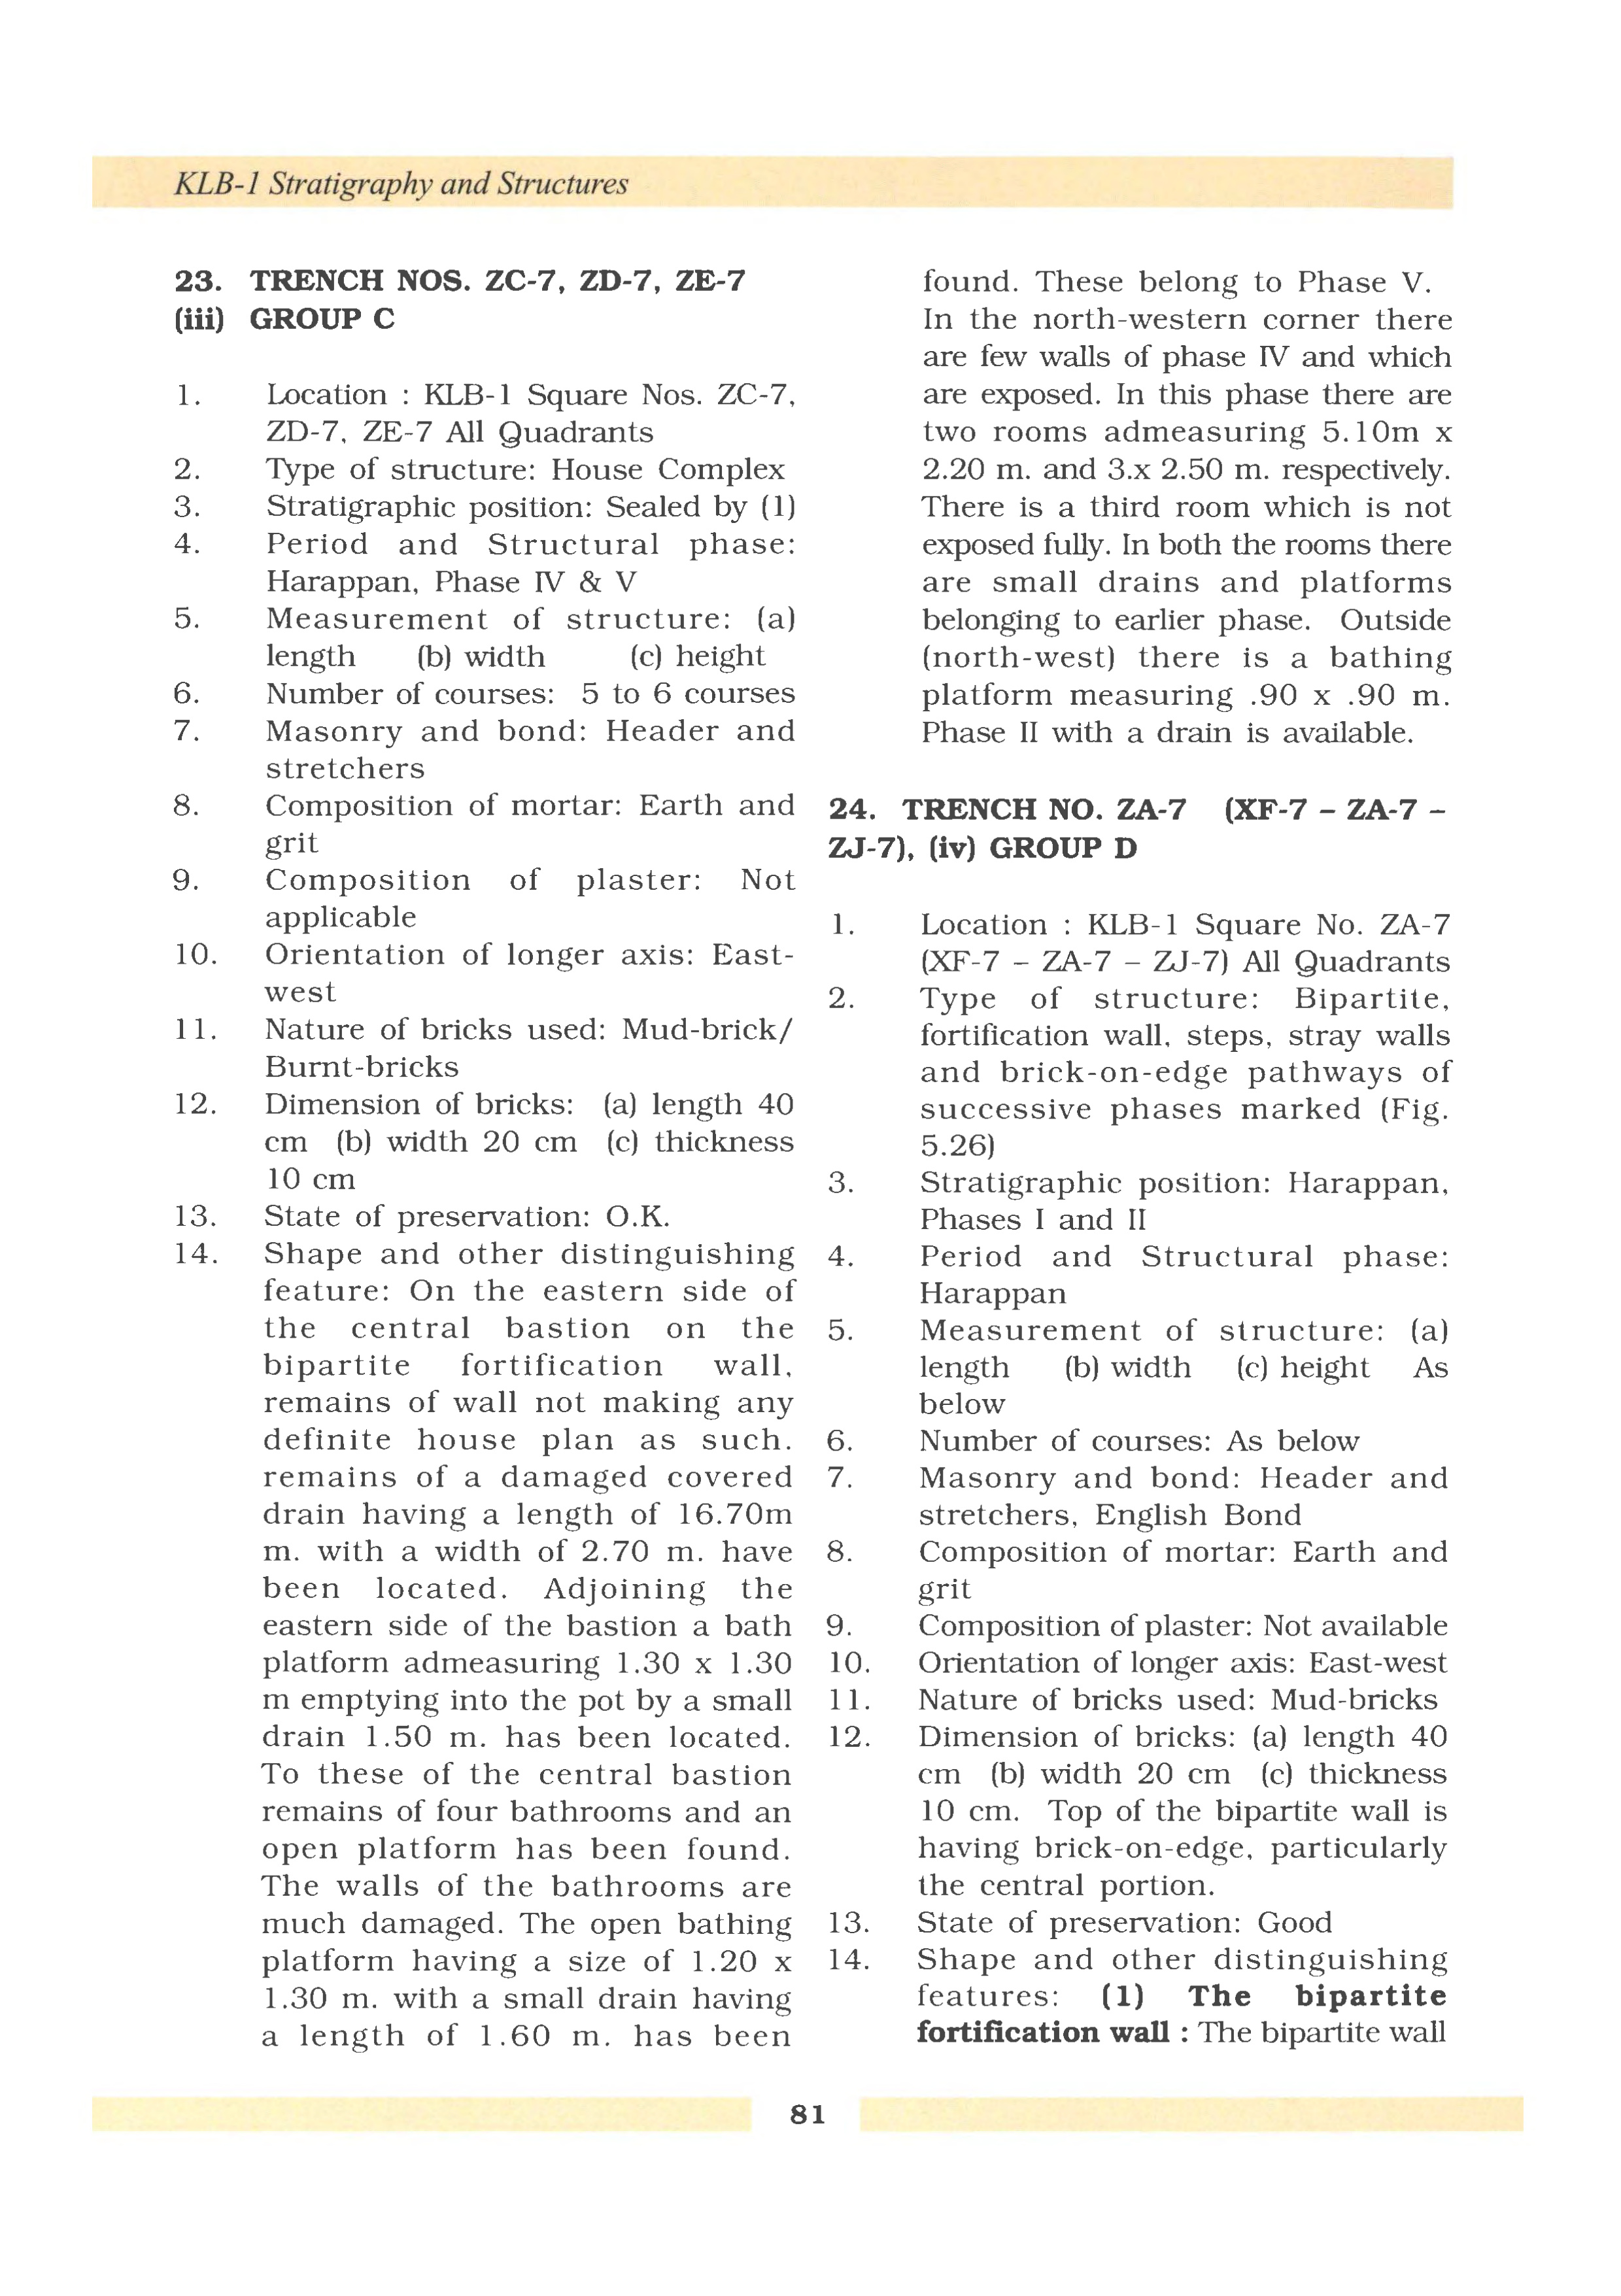 KLB-1 Stratigraphy and Structures
23. TRENCH NOS. ZC-7, ZD-7, ZE-7
(iii) GROUP C
1. Location : KLB-1 Square Nos. ZC-7,
ZD-7, ZE-7 All Quadrants
2. Type of structure: House Complex
3. Stratigraphic position: Sealed by (1)
4. Period and Structural phase:
Harappan, Phase IV & V
5. Measurement of structure: (a)
length (b) width (c) height
6. Number of courses: 5 to 6 courses
7. Masonry and bond: Header and
stretchers
8. Composition of mortar: Earth and
grit
9. Composition of plaster: Not
applicable
10. Orientation of longer axis: East-
west
11. Nature of bricks used: Mud-brick/
Burnt-bricks
12. Dimension of bricks: (a) length 40
cm (b) width 20 cm (c) thickness
10 cm
13. State of preservation: O.K.
14. Shape and other distinguishing
feature: On the eastern side of
the central bastion on the
bipartite fortification wall,
remains of wall not making any
definite house plan as such.
remains of a damaged covered
drain having a length of 16.70m
m. with a width of 2.70 m. have
been located. Adjoining the
eastern side of the bastion a bath
platform admeasuring 1.30 x 1.30
m emptying into the pot by a small
drain 1.50 m. has been located.
To these of the central bastion
remains of four bathrooms and an
open platform has been found.
The walls of the bathrooms are
much damaged. The open bathing
platform having a size of 1.20 x
1.30 m. with a small drain having
a length of 1.60 m. has been
found. These belong to Phase V.
In the north-western corner there
are few walls of phase IV and which
are exposed. In this phase there are
two rooms admeasuring 5.10m x
2.20 m. and 3.x 2.50 m. respectively.
There is a third room which is not
exposed fully. In both the rooms there
are small drains and platforms
belonging to earlier phase. Outside
(north-west) there is a bathing
platform measuring .90 x .90 m.
Phase II with a drain is available.
24. TRENCH NO. ZA-7 (XF-7 – ZA-7 –
ZJ-7), (iv) GROUP D
1. Location : KLB-1 Square No. ZA-7
(XF-7 – ZA-7 – ZJ-7) All Quadrants
2. Type of structure: Bipartite,
fortification wall, steps, stray walls
and brick-on-edge pathways of
successive phases marked (Fig.
5.26)
3. Stratigraphic position: Harappan,
Phases I and II
4. Period and Structural phase:
Harappan
5. Measurement of structure: (a)
length (b) width (c) height As
below
6. Number of courses: As below
7. Masonry and bond: Header and
stretchers, English Bond
8. Composition of mortar: Earth and
grit
9. Composition of plaster: Not available
10. Orientation of longer axis: East-west
11. Nature of bricks used: Mud-bricks
12. Dimension of bricks: (a) length 40
cm (b) width 20 cm (c) thickness
10 cm. Top of the bipartite wall is
having brick-on-edge, particularly
the central portion.
13. State of preservation: Good
14. Shape and other distinguishing
features: (1) The bipartite
fortification wall : The bipartite wall
81